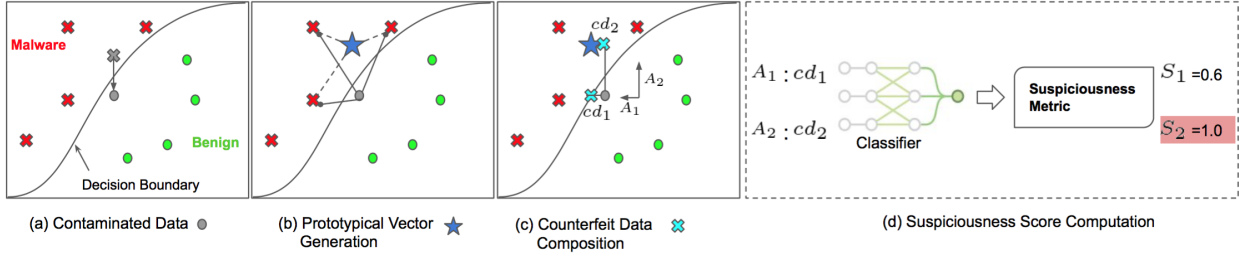 Malware
Benign
Decision Boundary
(a) Contaminated Data
(b) Prototypical Vector
Generation
cd₂
A₂
A₁
cd₁
(c) Counterfeit Data
Composition
A₁ : cd₁
A₂ : cd₂
Classifier
Suspiciousness
Metric
S₁ =0.6
S₂ =1.0
(d) Suspiciousness Score Computation